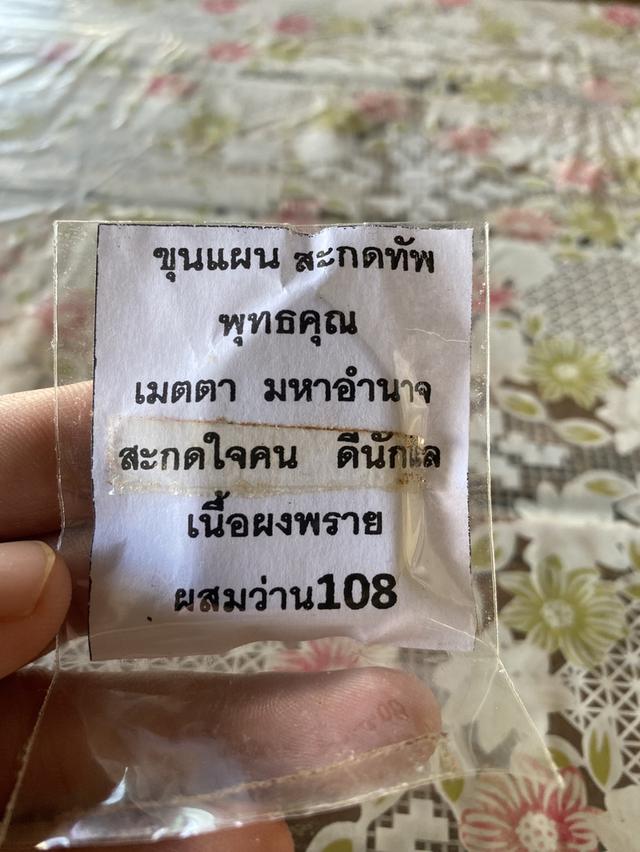 ขุนแผน สะกดทัพ
พุทธคุณ
เมตตา มหาอำนาจ
สะกดใจคน ดีนักแล
เนื้อผงพราย
ผสมว่าน108